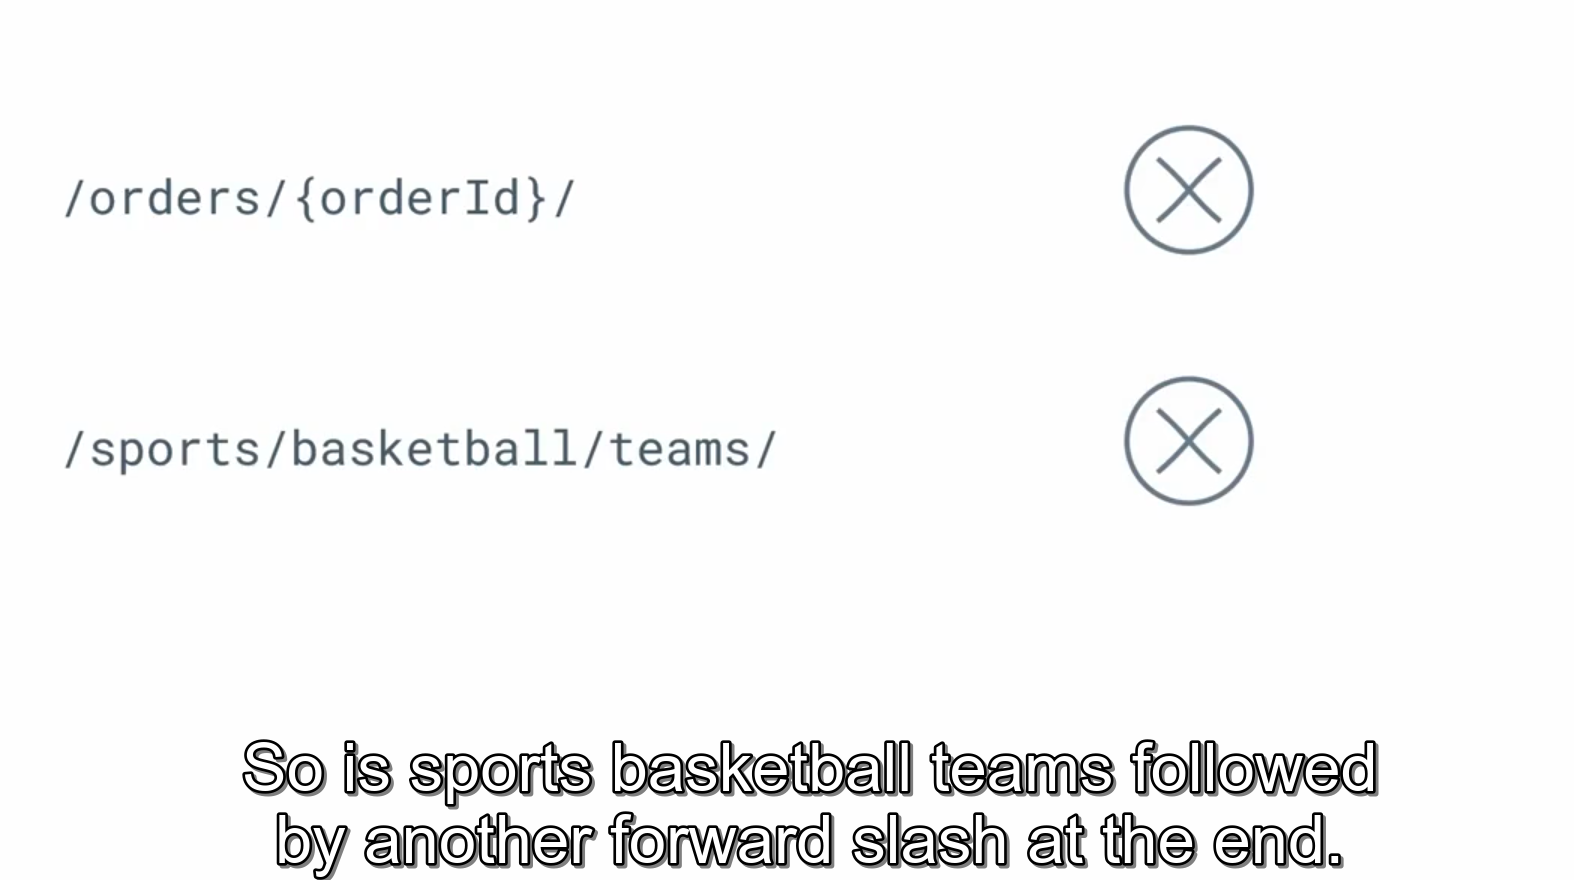 /orders/{orderId}/
/sports/basketball/teams/
So is sports basketball teams followed
by another forward slash at the end.